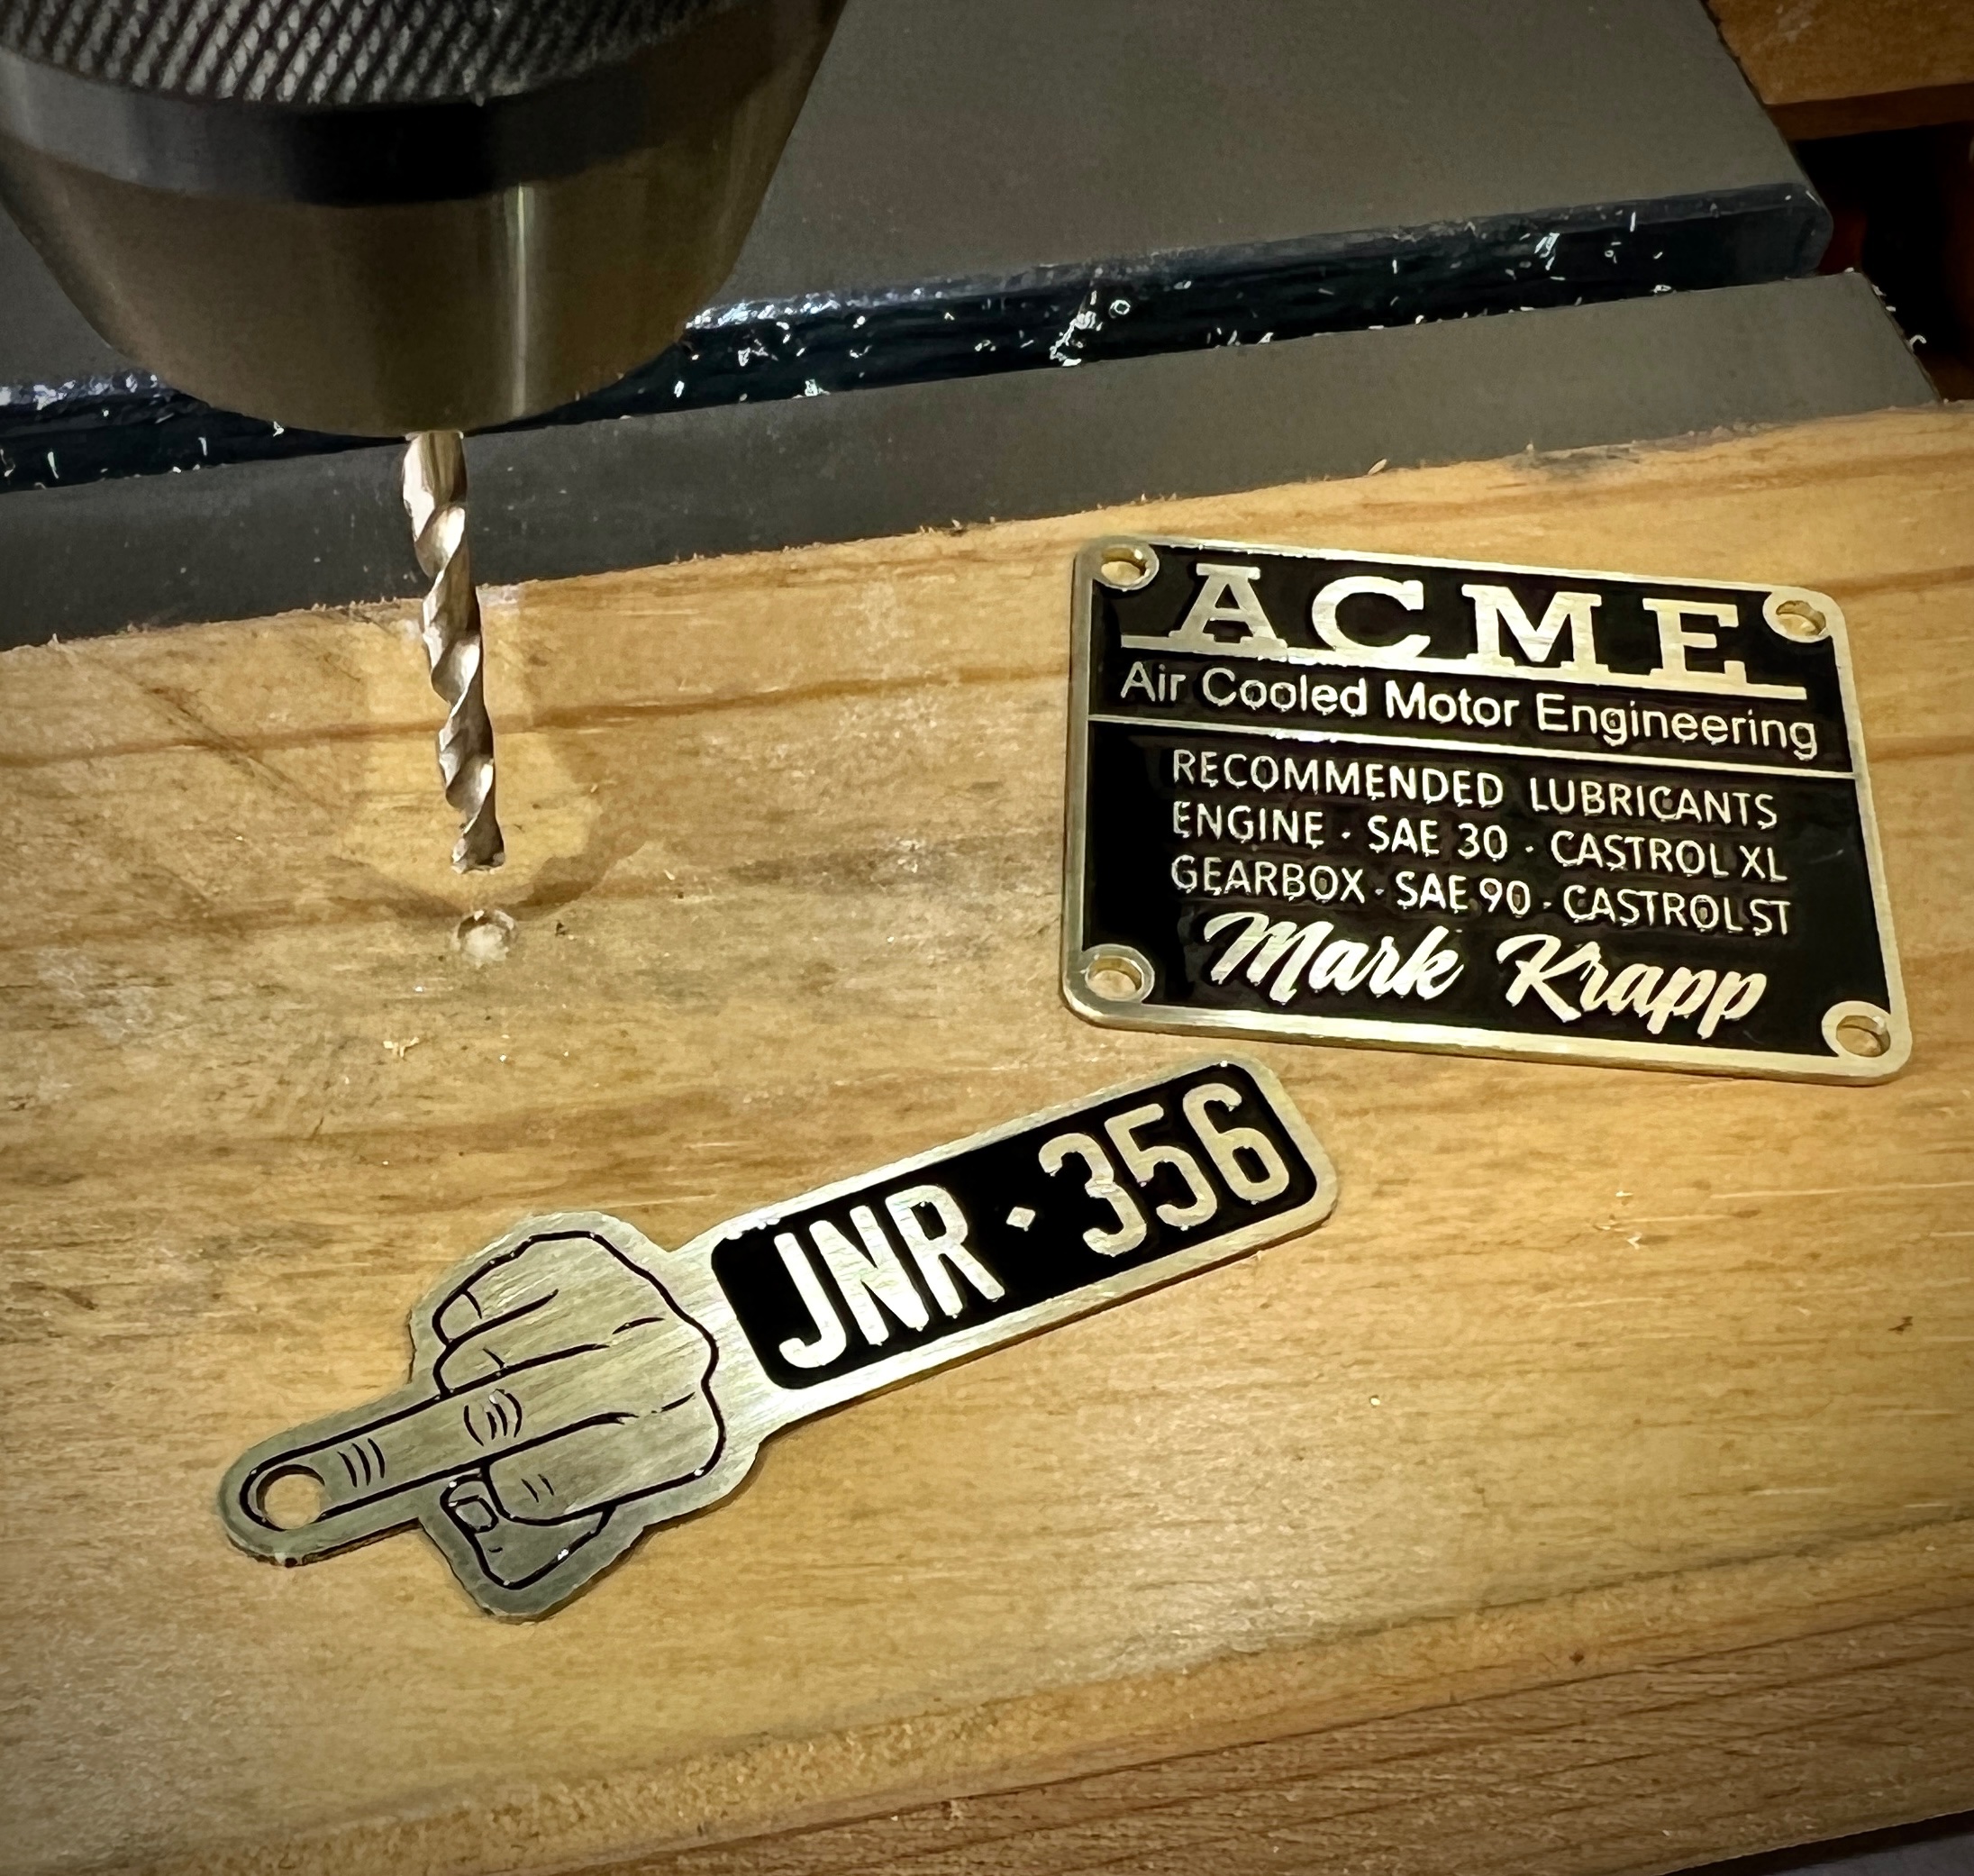 ACME
Air Cooled Motor Engineering
RECOMMENDED LUBRICANTS
ENGINE · SAE 30 · CASTROL XL
GEARBOX · SAE 90 · CASTROL ST
Mark Krapp
JNR · 356